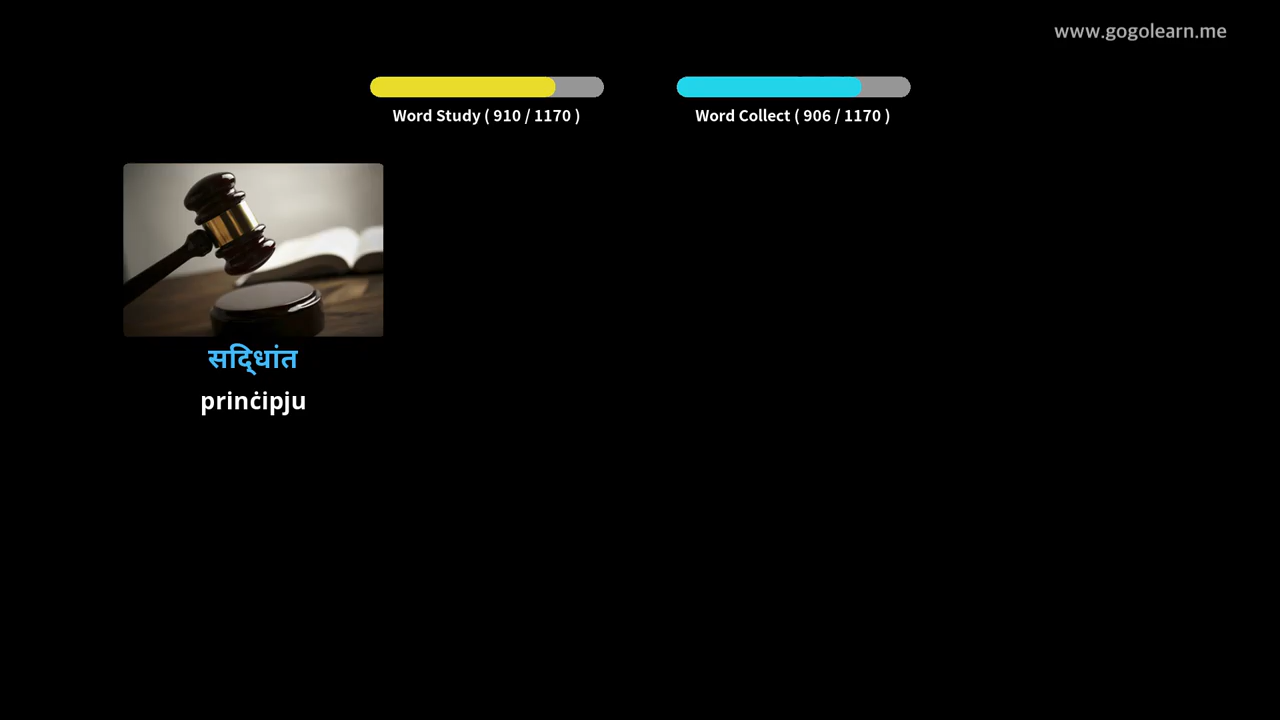 www.gogolearn.me
Word Study ( 910 / 1170 )
Word Collect ( 906 / 1170 )
सद्िधांत
prinċipju